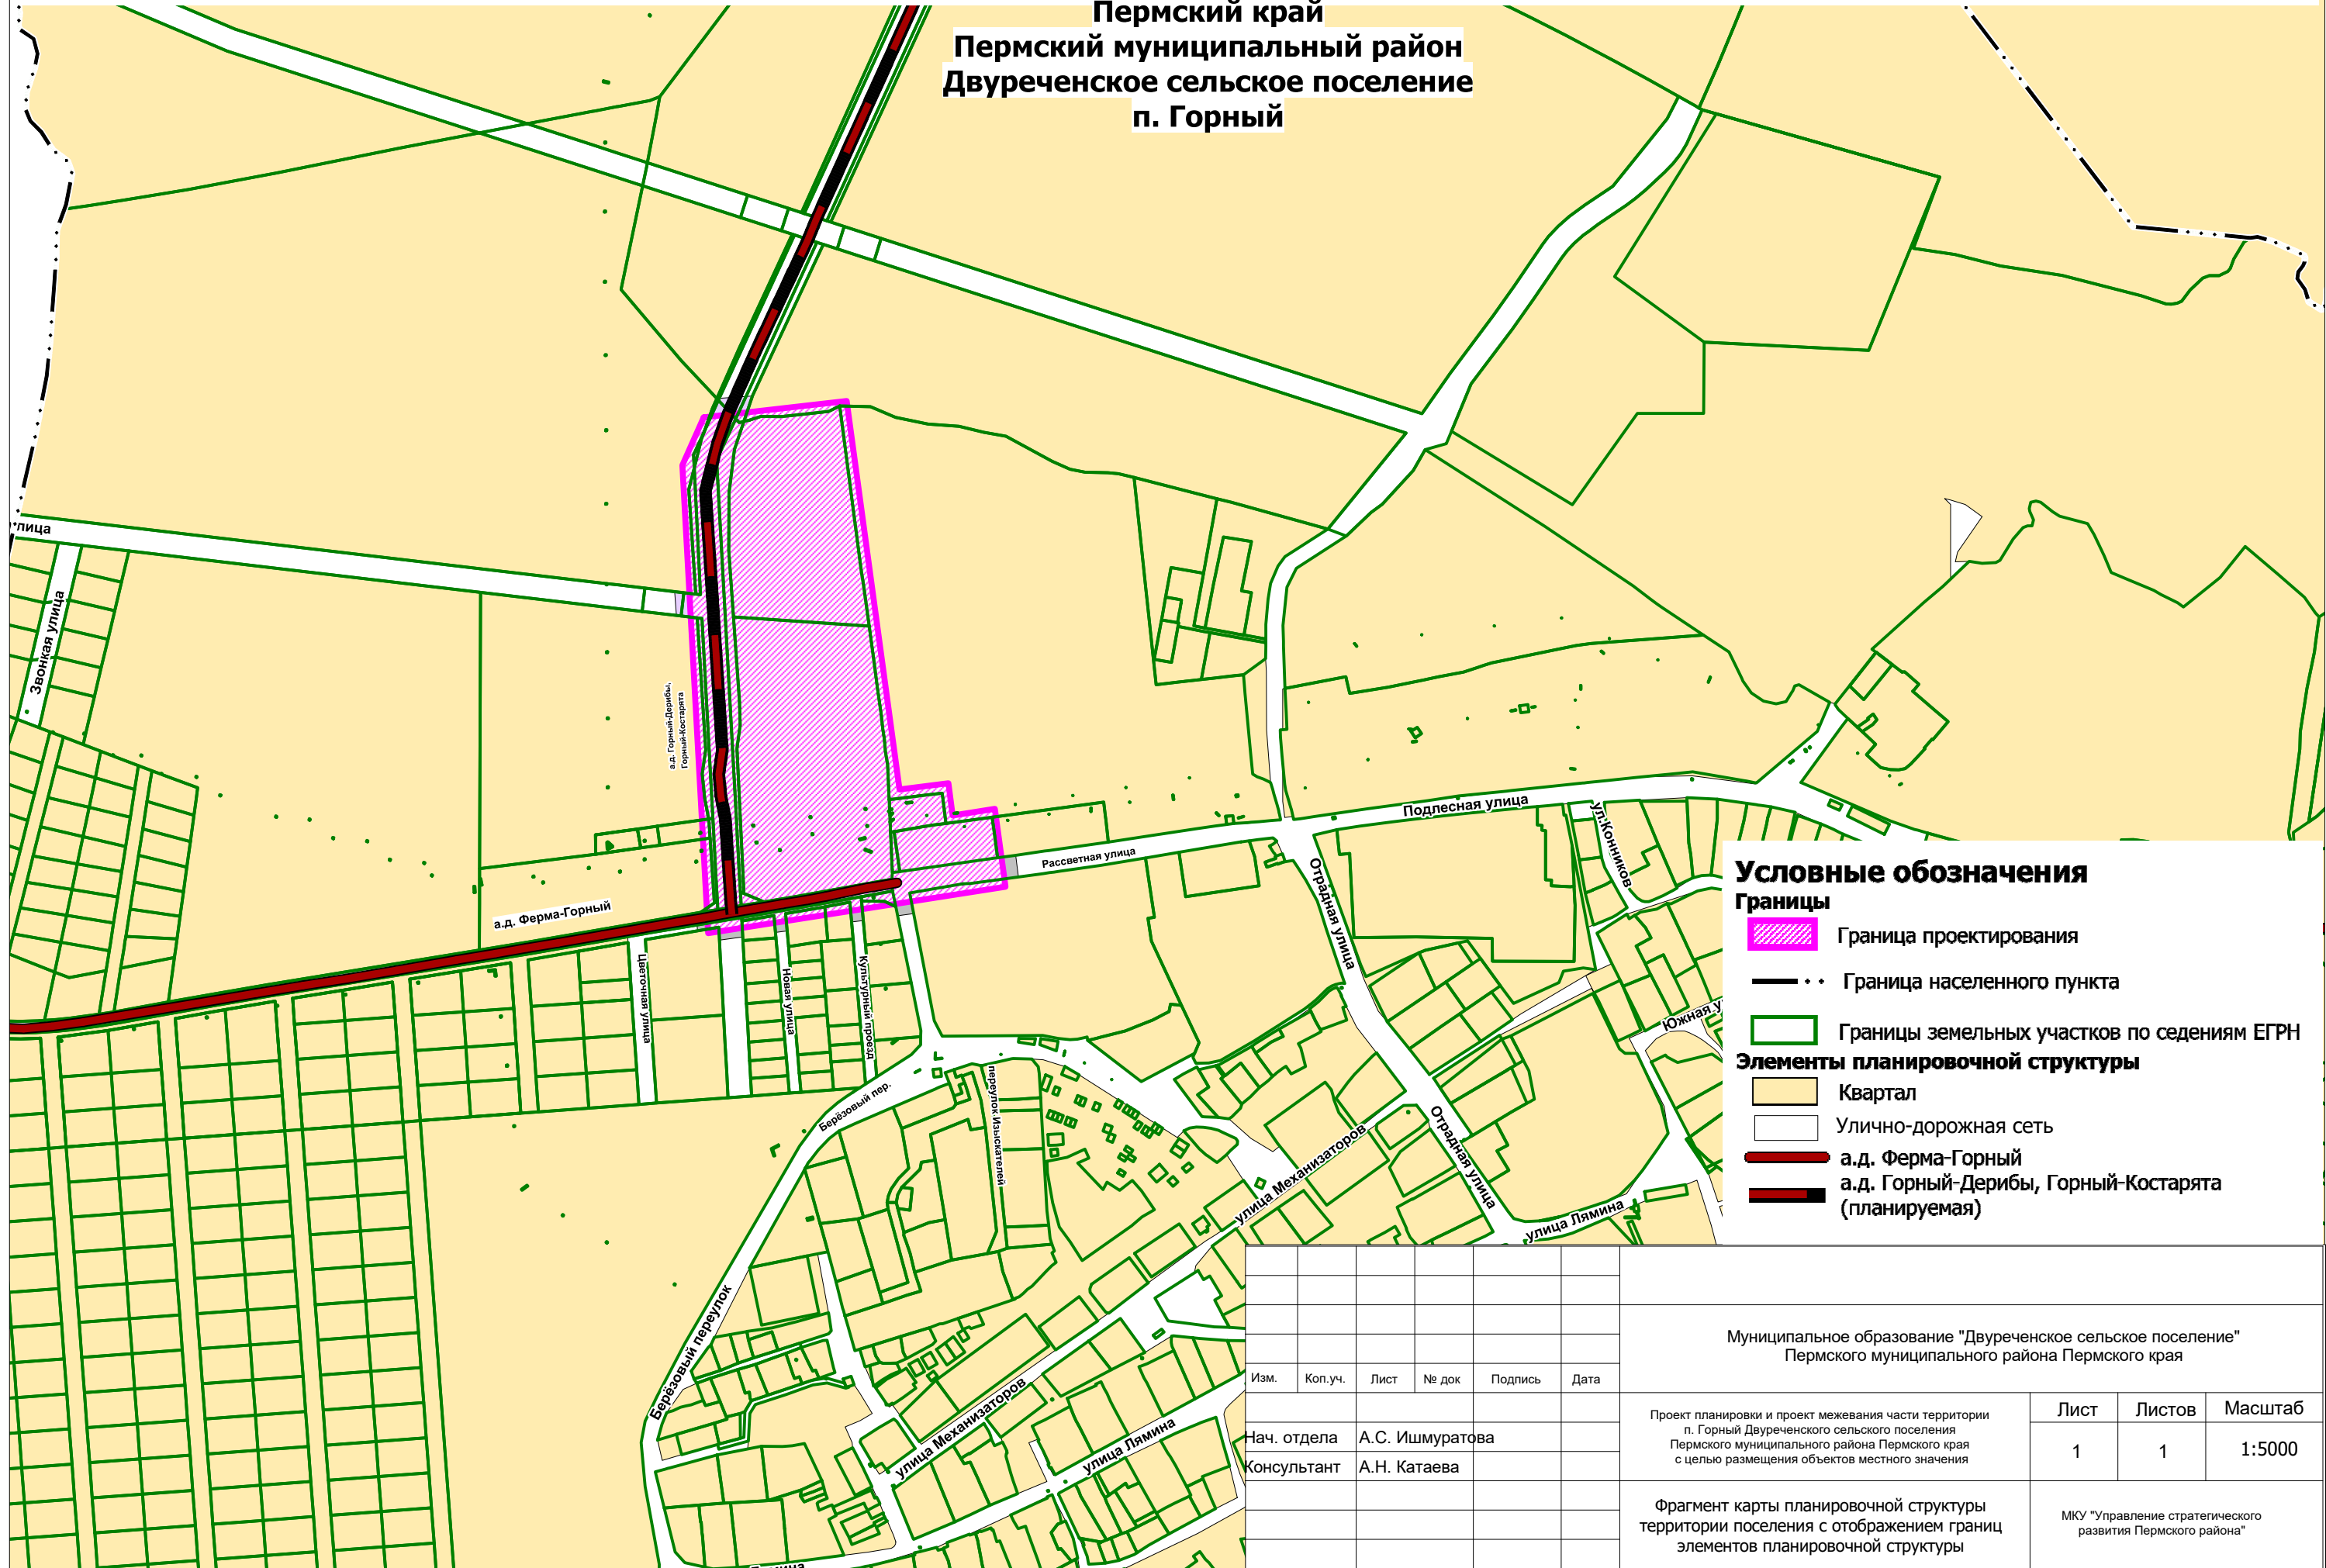 Пермский край
Пермский муниципальный район
Двуреченское сельское поселение
п. Горный
лица
Звонкая улица
а.д. Горный-Дерибы,
Горный-Костарята
а.д. Ферма-Горный
Рассветная улица
Подлесная улица
ул.Конников
Отрадная улица
Цветочная улица
Новая улица
Культурный проезд
Южная у
Берёзовый пер.
переулок Изыскателей
Отрадная улица
улица Механизаторов
улица Лямина
Берёзовый переулок
улица Механизаторов
улица Лямина
Условные обозначения
Границы
Граница проектирования
Граница населенного пункта
Границы земельных участков по седениям ЕГРН
Элементы планировочной структуры
Квартал
Улично-дорожная сеть
а.д. Ферма-Горный
а.д. Горный-Дерибы, Горный-Костарята
(планируемая)
Муниципальное образование "Двуреченское сельское поселение"
Пермского муниципального района Пермского края
Изм. Коп.уч. Лист № док Подпись Дата
Проект планировки и проект межевания части территории
п. Горный Двуреченского сельского поселения
Пермского муниципального района Пермского края
с целью размещения объектов местного значения
Лист Листов Масштаб
1 1 1:5000
Нач. отдела А.С. Ишмуратова
Консультант А.Н. Катаева
Фрагмент карты планировочной структуры
территории поселения с отображением границ
элементов планировочной структуры
МКУ "Управление стратегического
развития Пермского района"